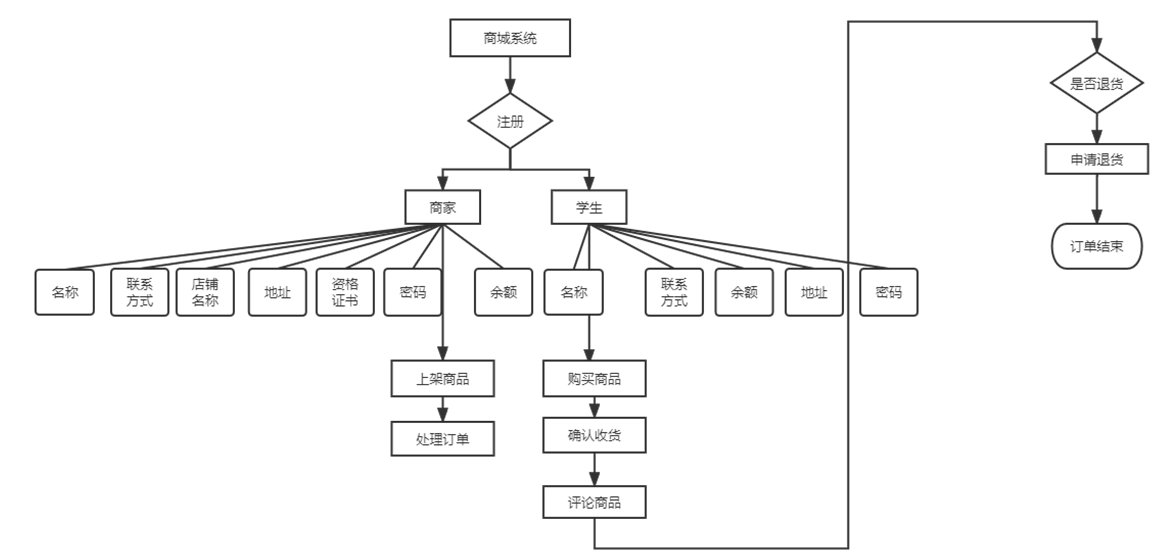 商城系统
注册
商家
学生
名称
联系
方式
店铺
名称
地址
资格
证书
密码
余额
名称
联系
方式
余额
地址
密码
上架商品
处理订单
购买商品
确认收货
评论商品
是否退货
申请退货
订单结束